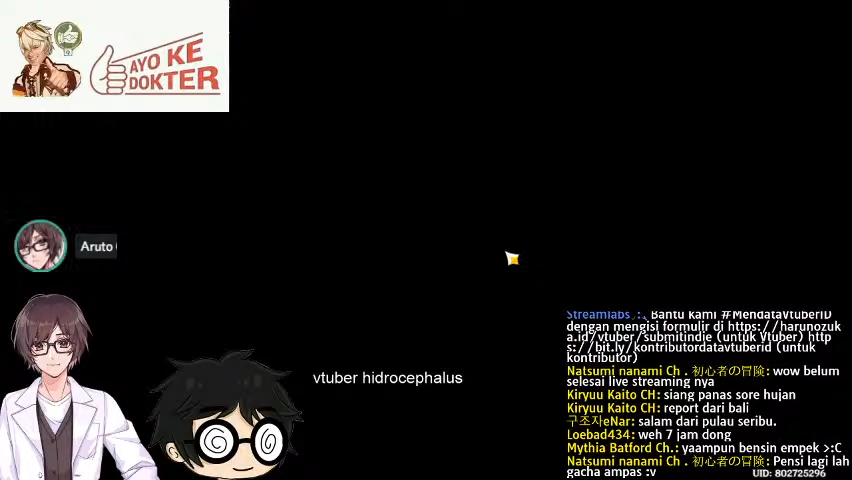 AYO KE
DOKTER
Aruto
vtuber hidrocephalus
Streamlabs : Bantu kami #MendataVtuberID
dengan mengisi formulir di https://harunozuk
a.id/vtuber/submitindie (untuk Vtuber) http
s://bit.ly/kontributordatavtuberid (untuk
kontributor)
Natsumi nanami Ch . 初心者の冒険: wow belum
selesai live streaming nya
Kiryuu Kaito CH: siang panas sore hujan
Kiryuu Kaito CH: report dari bali
구조자eNar: salam dari pulau seribu.
Loebad434: weh 7 jam dong
Mythia Batford Ch.: yaampun bensin empek >:C
Natsumi nanami Ch . 初心者の冒険: Pensi lagi lah
gacha ampas :v
UID: 802725296